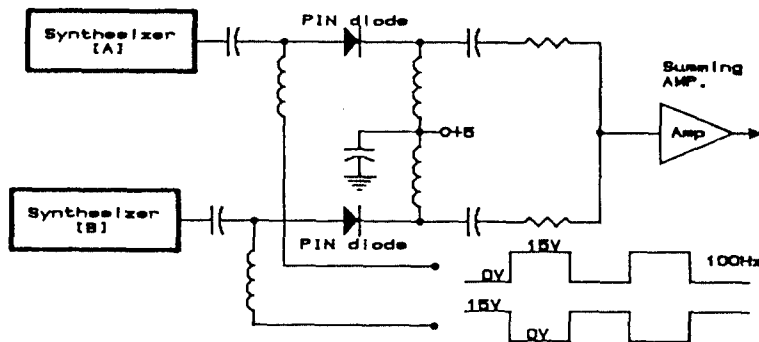 PIN diode
Synthesizer
[A]
Summing
AMP.
Amp
+5
Synthesizer
[B]
PIN diode
15V
0V
100Hz
15V
0V